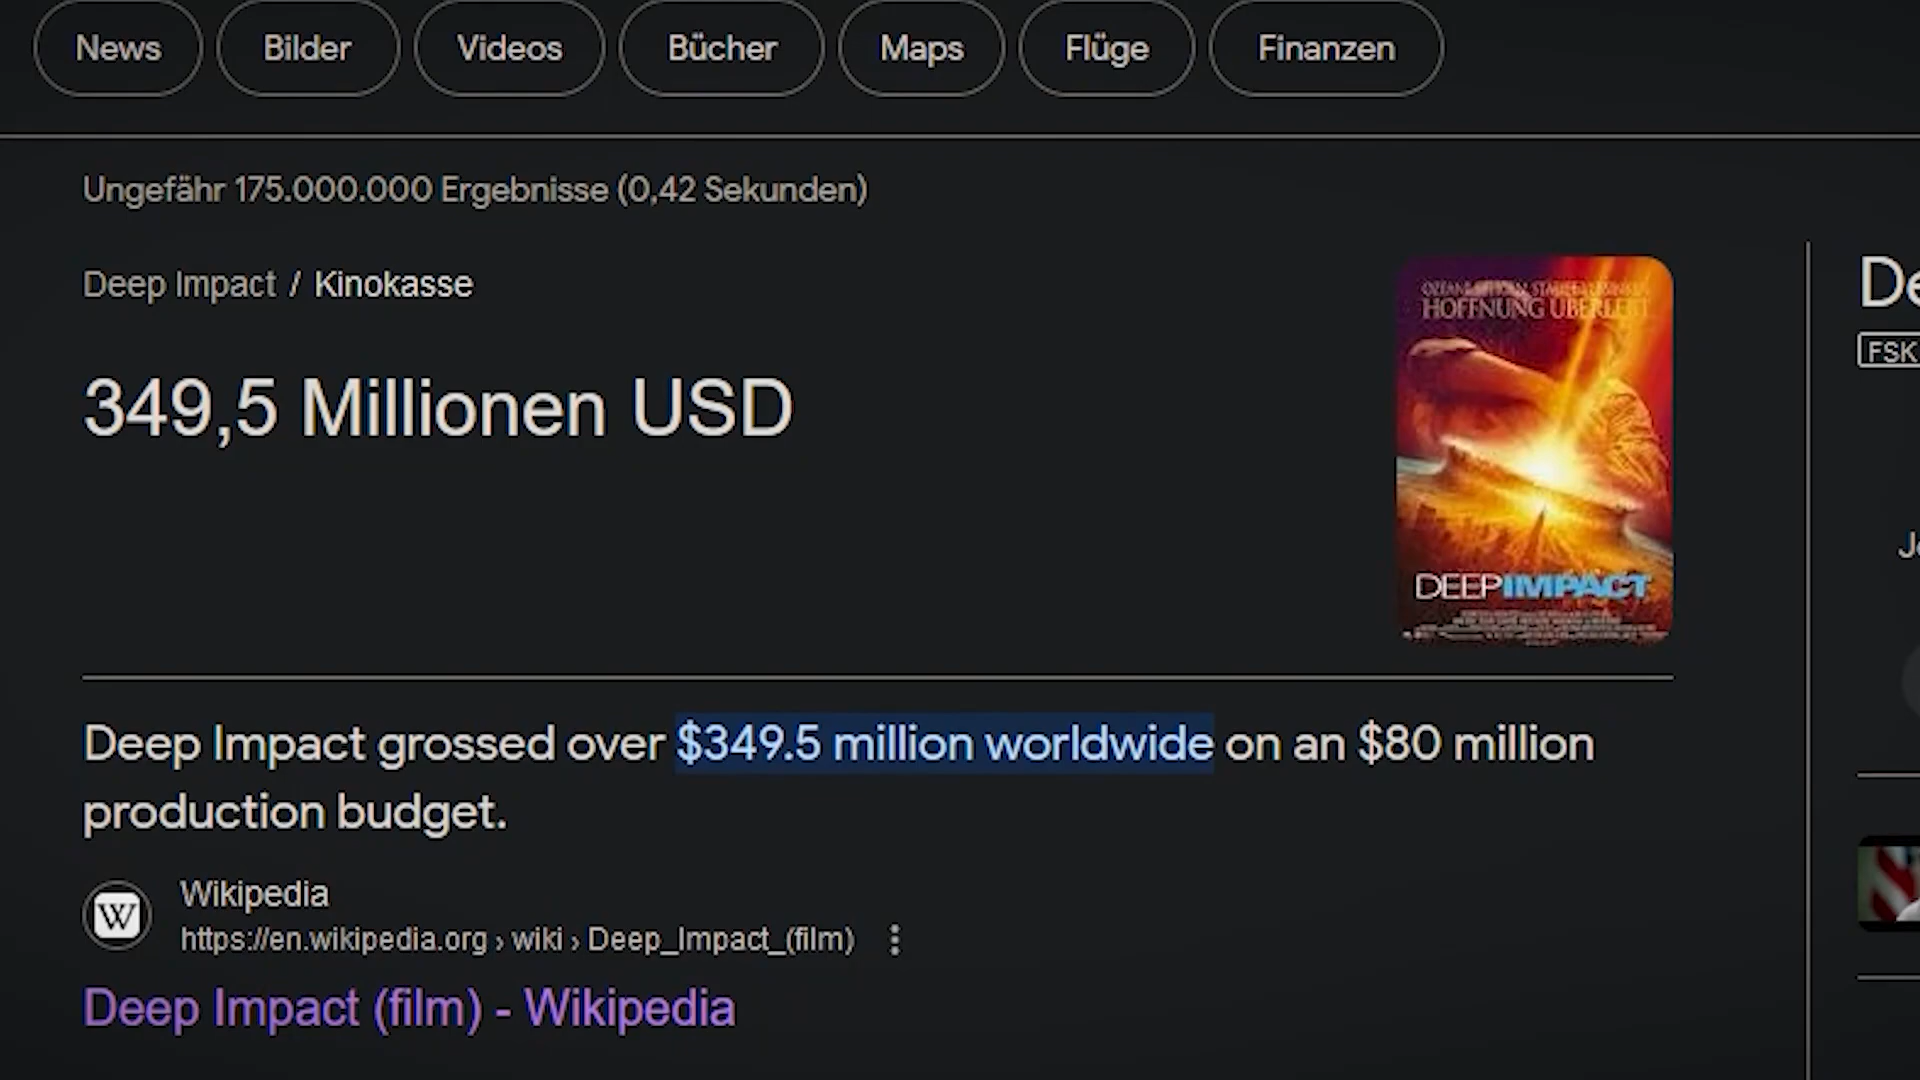 News Bilder Videos Bücher Maps Flüge Finanzen
Ungefähr 175.000.000 Ergebnisse (0,42 Sekunden)
Deep Impact / Kinokasse
349,5 Millionen USD
HOFFNUNG ÜBERLEBT
DEEP IMPACT
FSK
Deep Impact grossed over $349.5 million worldwide on an $80 million
production budget.
W
Wikipedia
https://en.wikipedia.org › wiki › Deep_Impact_(film)
Deep Impact (film) - Wikipedia